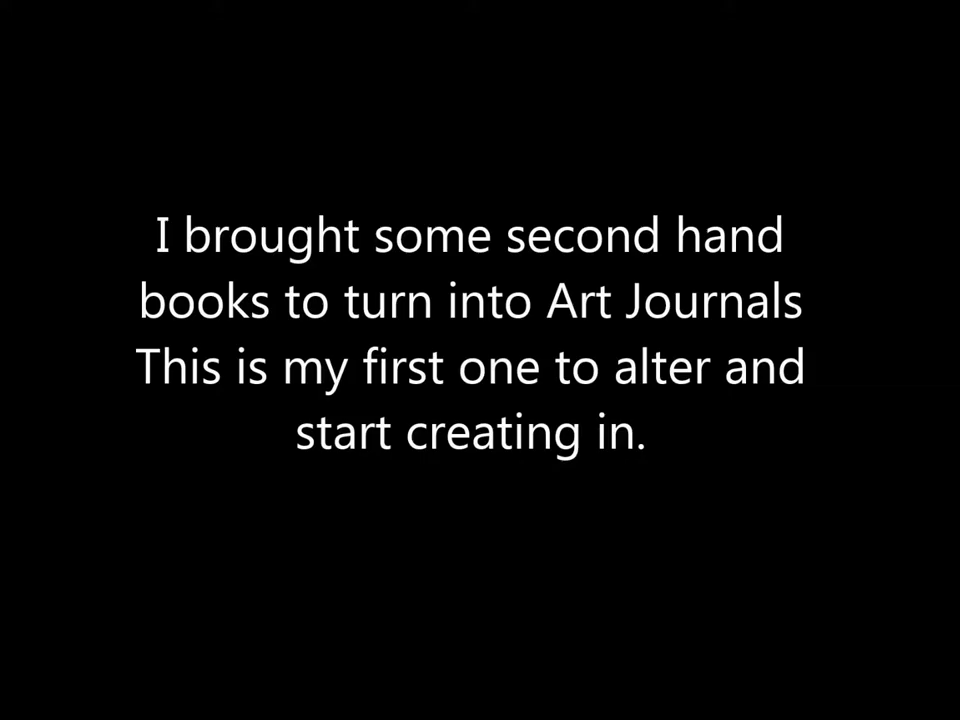 I brought some second hand
books to turn into Art Journals
This is my first one to alter and
start creating in.